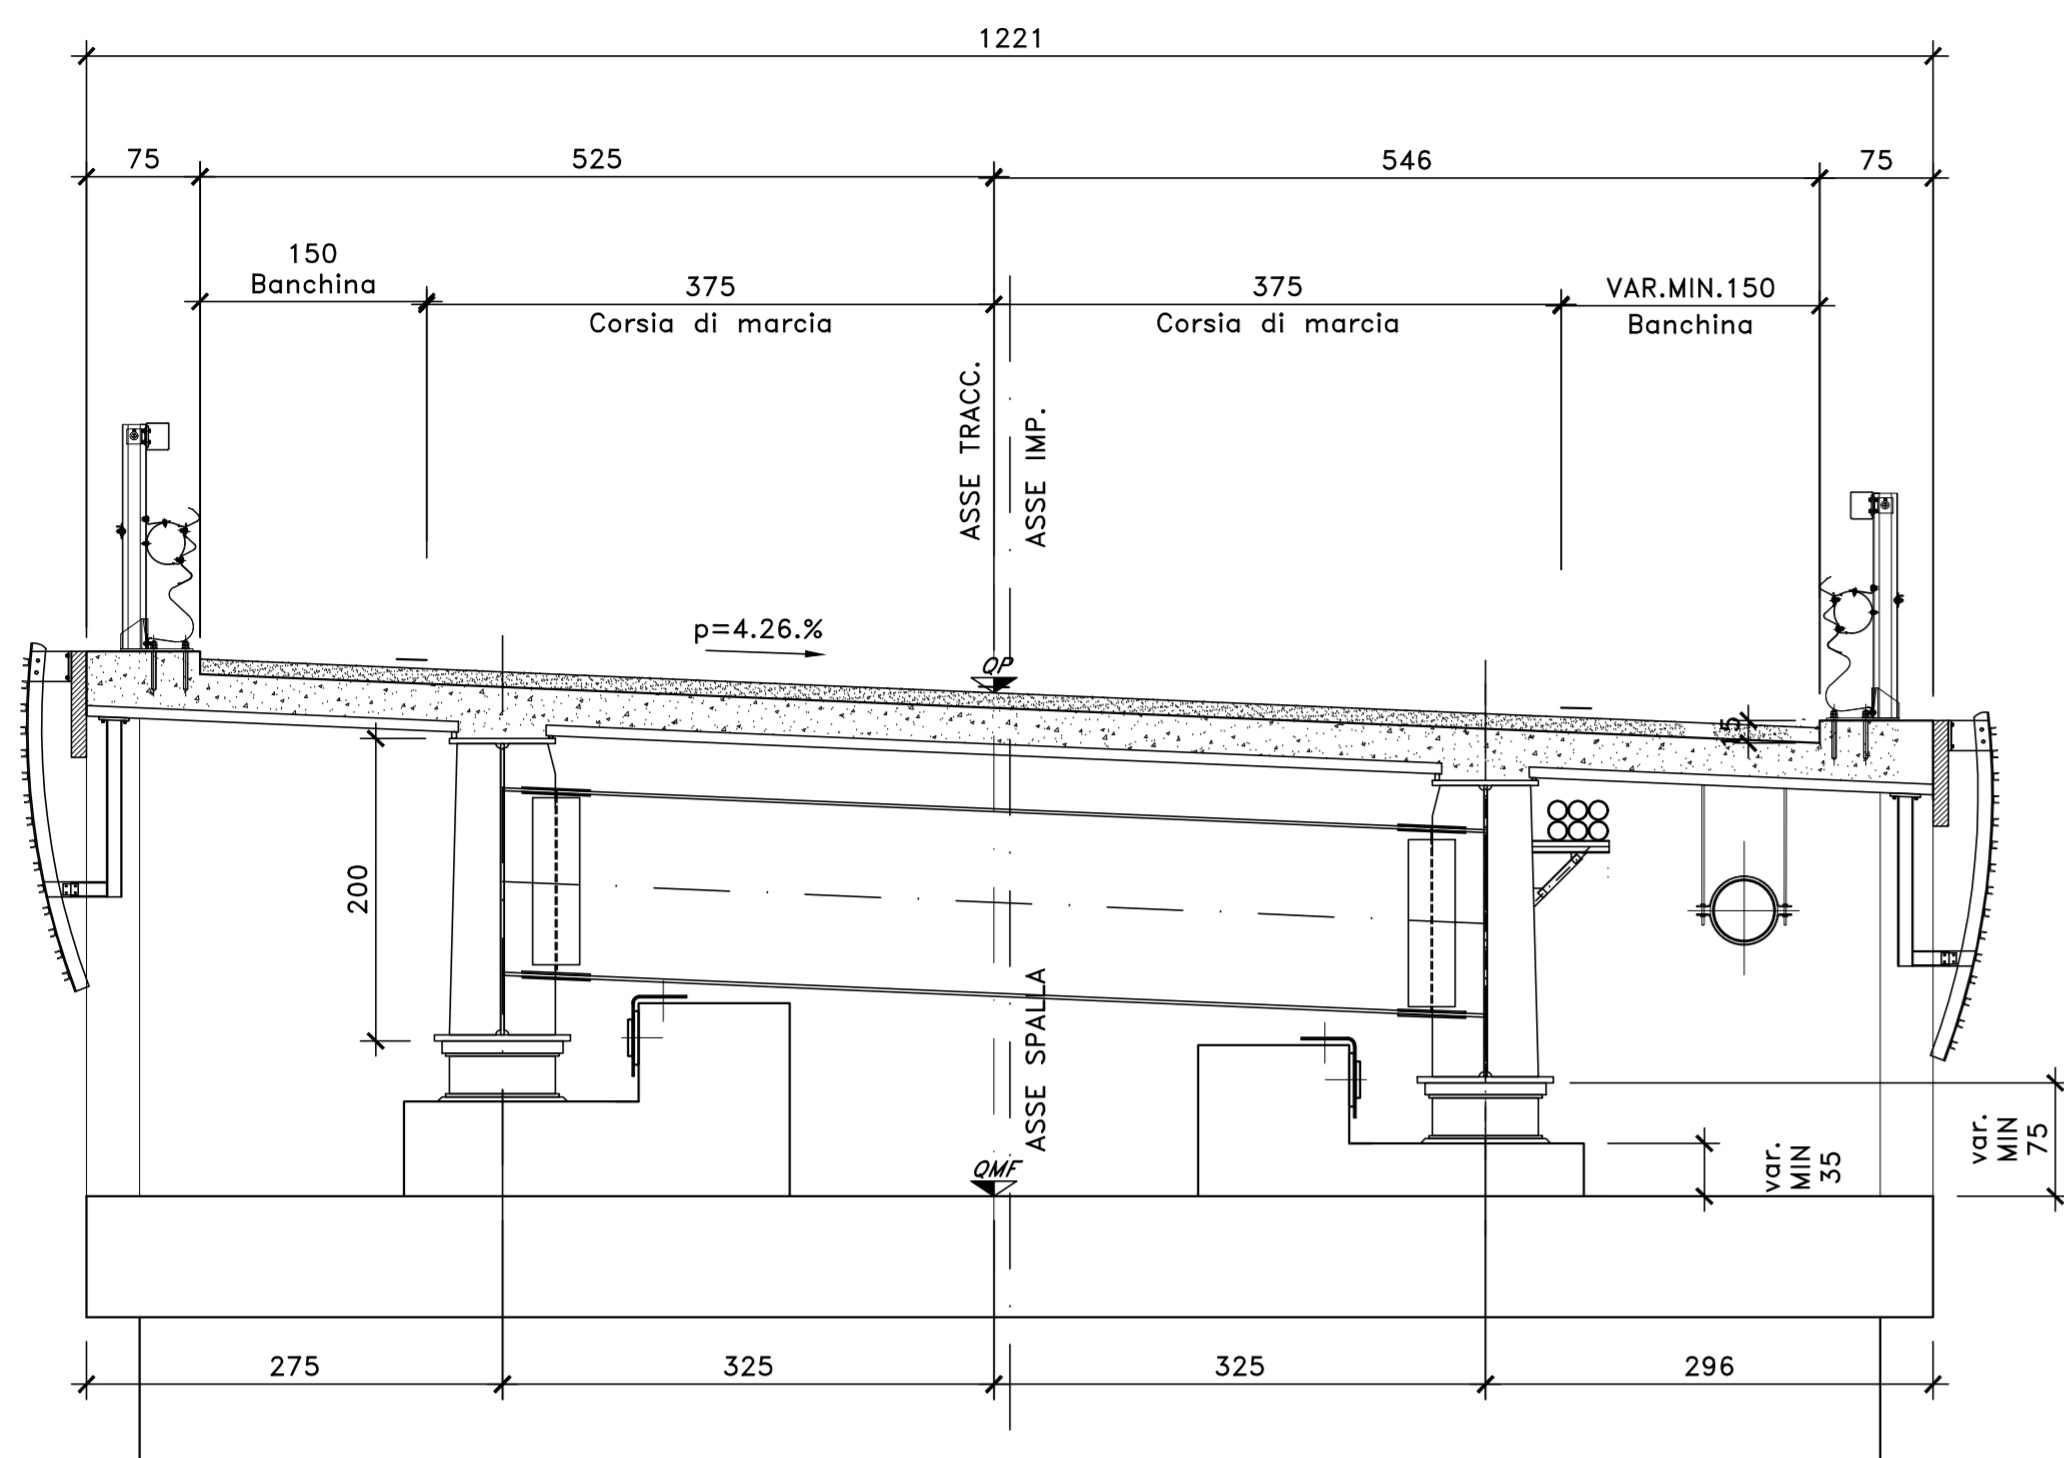 1221
75
525
546
75
150
Banchina
375
Corsia di marcia
375
Corsia di marcia
VAR.MIN.150
Banchina
ASSE TRACC.
ASSE IMP.
p=4.26.%
QP
15
200
ASSE SPALLA
QMF
var.
MIN
35
var.
MIN
75
275
325
325
296